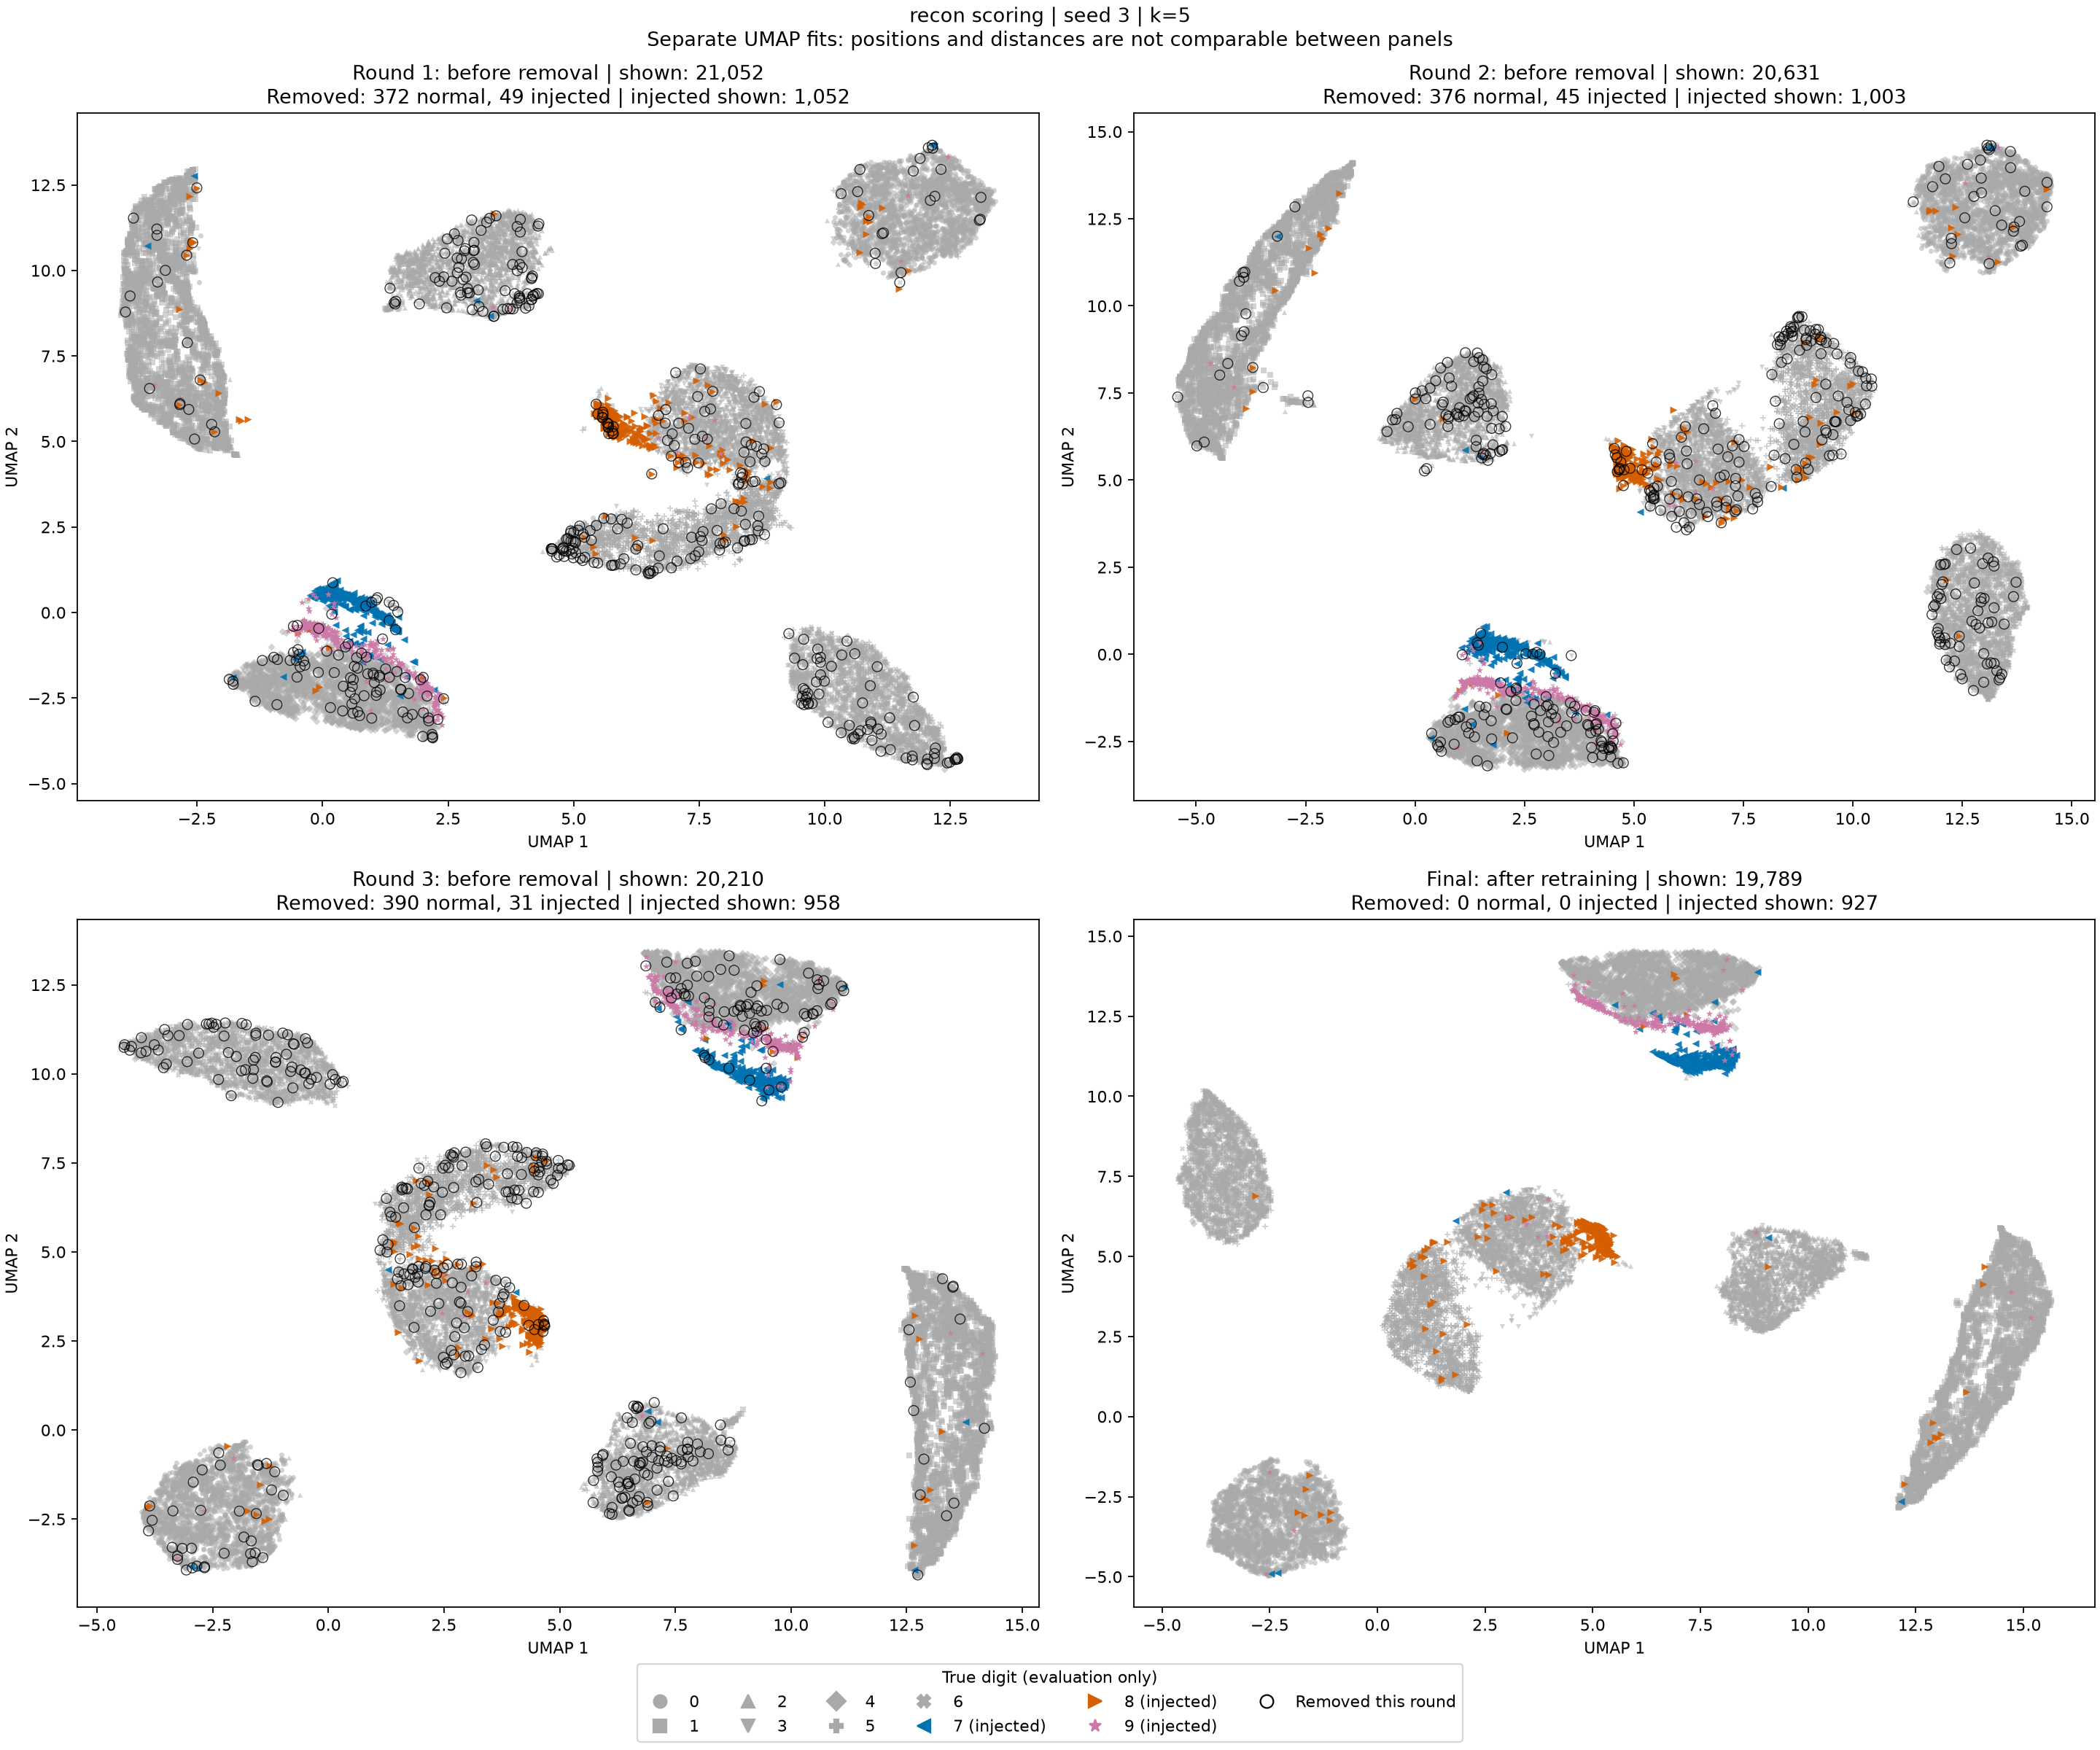 recon scoring | seed 3 | k=5
Separate UMAP fits: positions and distances are not comparable between panels
Round 1: before removal | shown: 21,052
Removed: 372 normal, 49 injected | injected shown: 1,052
12.5
10.0
7.5
5.0
2.5
0.0
−2.5
−5.0
UMAP 2
−2.5 0.0 2.5 5.0 7.5 10.0 12.5
UMAP 1
Round 2: before removal | shown: 20,631
Removed: 376 normal, 45 injected | injected shown: 1,003
15.0
12.5
10.0
7.5
5.0
2.5
0.0
−2.5
UMAP 2
−5.0 −2.5 0.0 2.5 5.0 7.5 10.0 12.5 15.0
UMAP 1
Round 3: before removal | shown: 20,210
Removed: 390 normal, 31 injected | injected shown: 958
12.5
10.0
7.5
5.0
2.5
0.0
−2.5
UMAP 2
−5.0 −2.5 0.0 2.5 5.0 7.5 10.0 12.5 15.0
UMAP 1
Final: after retraining | shown: 19,789
Removed: 0 normal, 0 injected | injected shown: 927
15.0
12.5
10.0
7.5
5.0
2.5
0.0
−2.5
−5.0
UMAP 2
−5.0 −2.5 0.0 2.5 5.0 7.5 10.0 12.5 15.0
UMAP 1
True digit (evaluation only)
0 2 4 6 8 (injected) Removed this round
1 3 5 7 (injected) 9 (injected)